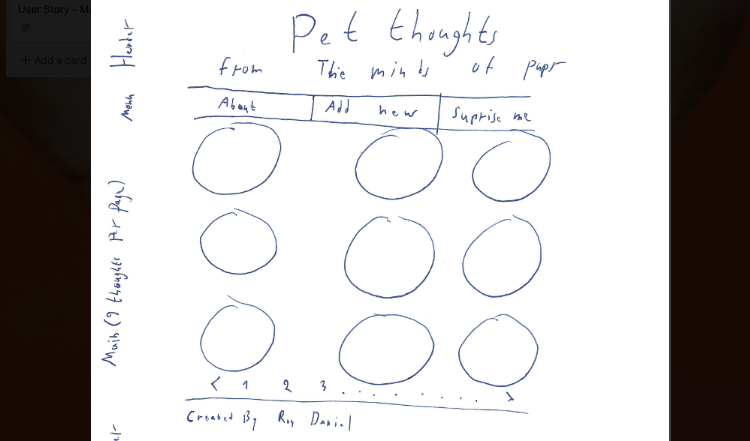 User Story - M
+ Add a card
Header
Pet thoughts
from The minds of pups
Menu
About Add new Suprise me
Main (9 thoughts per page)
< 1 2 3 . . . . . . . >
Created By Roy Daniel